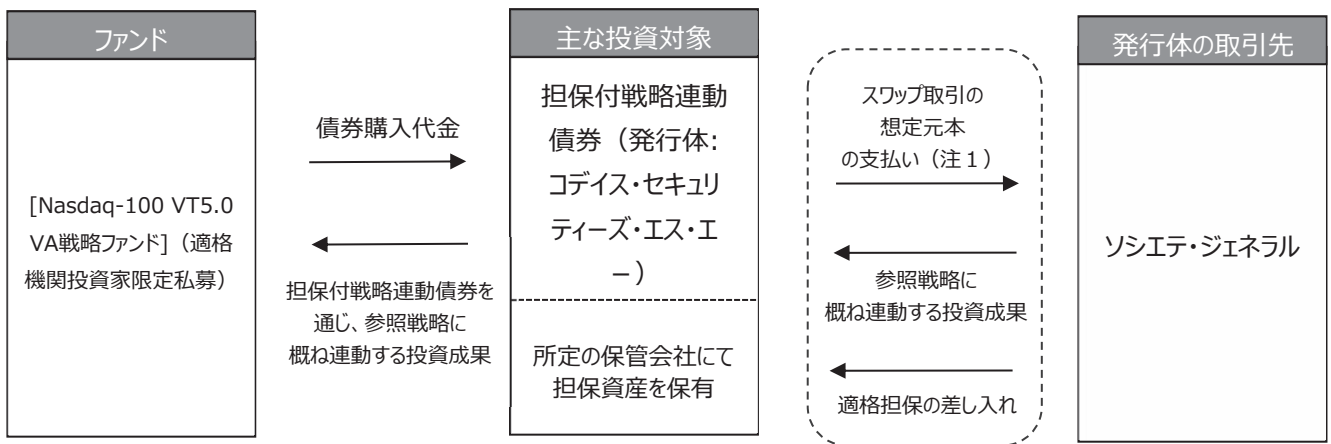 ファンド
[Nasdaq-100 VT5.0
VA戦略ファンド]（適格
機関投資家限定私募）
債券購入代金
担保付戦略連動債券を
通じ、参照戦略に
概ね連動する投資成果
主な投資対象
担保付戦略連動
債券（発行体:
コデイス・セキュリ
ティーズ・エス・エ
－）
所定の保管会社にて
担保資産を保有
スワップ取引の
想定元本
の支払い（注１）
参照戦略に
概ね連動する投資成果
適格担保の差し入れ
発行体の取引先
ソシエテ・ジェネラル